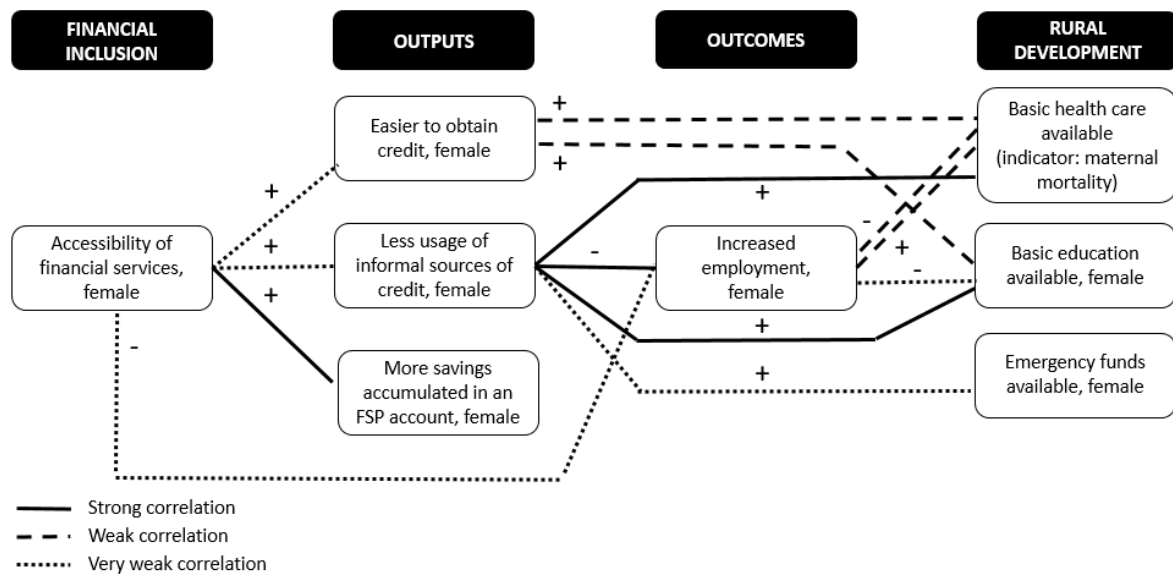 FINANCIAL
INCLUSION
OUTPUTS
OUTCOMES
RURAL
DEVELOPMENT
Accessibility of
financial services,
female
Easier to obtain
credit, female
Less usage of
informal sources of
credit, female
More savings
accumulated in an
FSP account, female
Increased
employment,
female
Basic health care
available
(indicator: maternal
mortality)
Basic education
available, female
Emergency funds
available, female
+
+
+
-
+
+
+
-
-
+
-
+
+
Strong correlation
Weak correlation
Very weak correlation